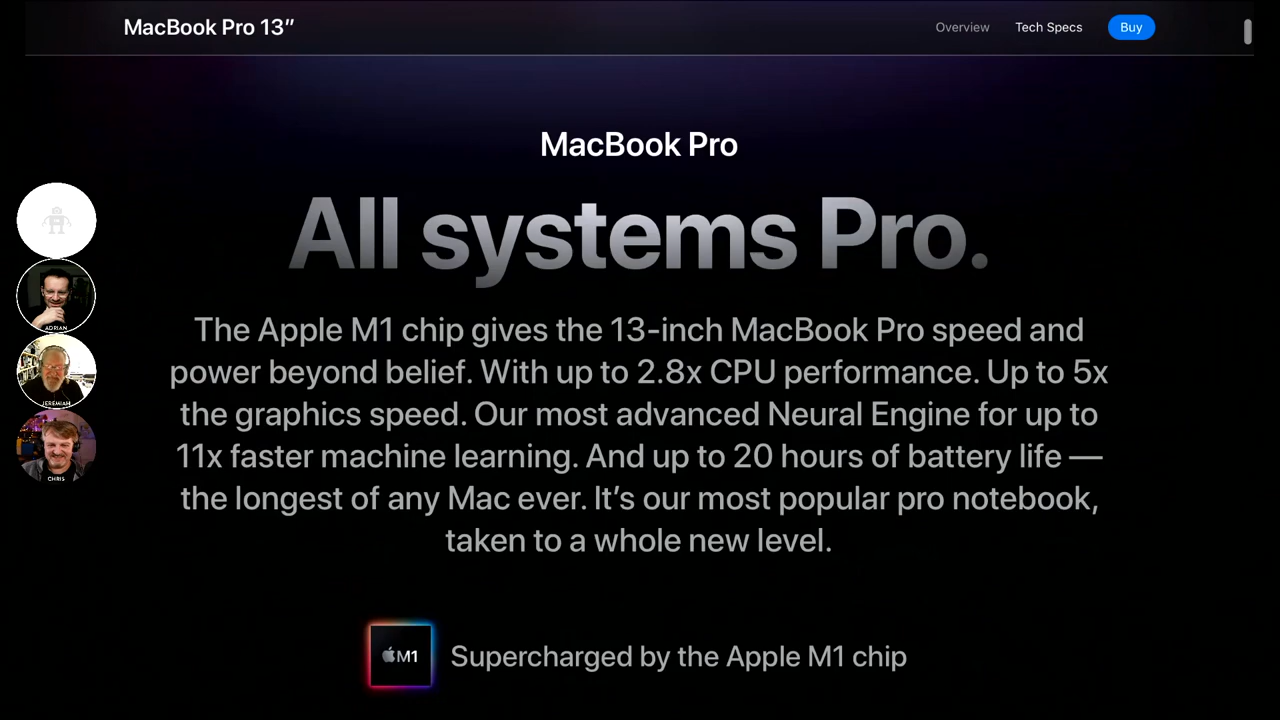 MacBook Pro 13”
Overview
Tech Specs
Buy
MacBook Pro
All systems Pro.
The Apple M1 chip gives the 13-inch MacBook Pro speed and
power beyond belief. With up to 2.8x CPU performance. Up to 5x
the graphics speed. Our most advanced Neural Engine for up to
11x faster machine learning. And up to 20 hours of battery life —
the longest of any Mac ever. It’s our most popular pro notebook,
taken to a whole new level.
M1
Supercharged by the Apple M1 chip
ADRIAN
JEREMIAH
CHRIS